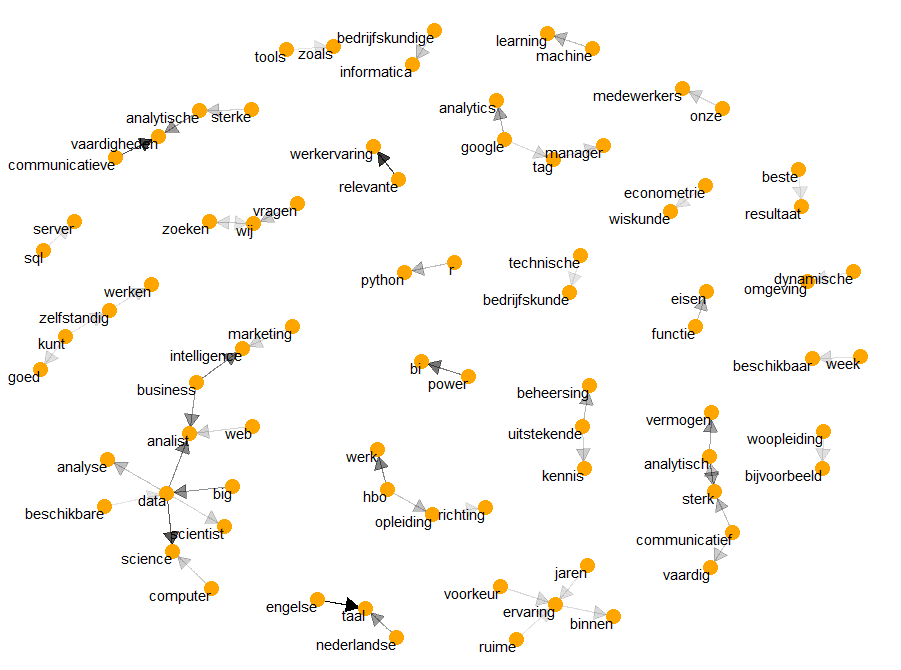 bedrijfskundige
tools
zoals
informatica
learning
machine
analytische
sterke
vaardigheden
communicatieve
werkervaring
relevante
analytics
google
tag
manager
medewerkers
onze
econometrie
wiskunde
beste
resultaat
server
sql
zoeken
wij
vragen
python
r
technische
bedrijfskunde
eisen
functie
dynamische
omgeving
werken
zelfstandig
kunt
goed
marketing
intelligence
business
analist
web
analyse
data
big
beschikbare
scientist
science
computer
bi
power
beheersing
uitstekende
kennis
beschikbaar
week
vermogen
analytisch
sterk
communicatief
vaardig
woopleiding
bijvoorbeeld
werk
hbo
opleiding
richting
engelse
taal
nederlandse
voorkeur
jaren
ervaring
binnen
ruime